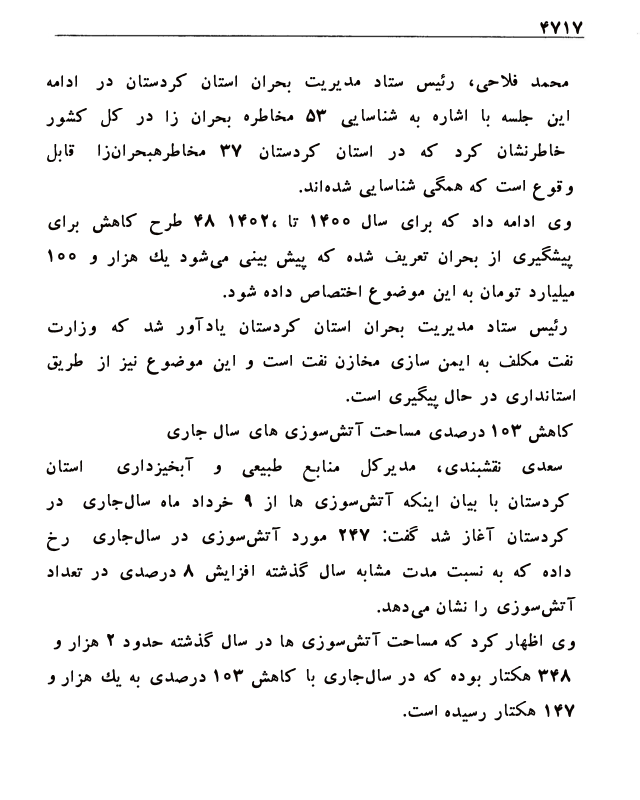 ۴۷۱۷
محمد فلاحی، رئیس ستاد مدیریت بحران استان کردستان در ادامه
این جلسه با اشاره به شناسایی ۵۳ مخاطره بحران زا در کل کشور
خاطرنشان کرد که در استان کردستان ۳۷ مخاطرهبحران‌زا قابل
وقوع است که همگی شناسایی شده‌اند.
وی ادامه داد که برای سال ۱۴۰۰ تا ،۱۴۰۲ ۴۸ طرح کاهش برای
پیشگیری از بحران تعریف شده که پیش بینی می‌شود یك هزار و ۱۰۰
میلیارد تومان به این موضوع اختصاص داده شود.
رئیس ستاد مدیریت بحران استان کردستان یادآور شد که وزارت
نفت مکلف به ایمن سازی مخازن نفت است و این موضوع نیز از طریق
استانداری در حال پیگیری است.
کاهش ۱۰۳ درصدی مساحت آتش‌سوزی های سال جاری
سعدی نقشبندی، مدیرکل منابع طبیعی و آبخیزداری استان
کردستان با بیان اینکه آتش‌سوزی ها از ۹ خرداد ماه سال‌جاری در
کردستان آغاز شد گفت: ۲۴۷ مورد آتش‌سوزی در سال‌جاری رخ
داده که به نسبت مدت مشابه سال گذشته افزایش ۸ درصدی در تعداد
آتش‌سوزی را نشان می‌دهد.
وی اظهار کرد که مساحت آتش‌سوزی ها در سال گذشته حدود ۲ هزار و
۳۴۸ هکتار بوده که در سال‌جاری با کاهش ۱۰۳ درصدی به یك هزار و
۱۴۷ هکتار رسیده است.